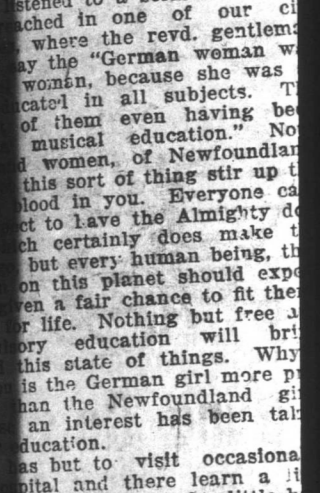 listened to a
ached in one of our ci
where the revd. gentlem
ay the "German woman w
woman, because she was
ucated in all subjects. T
of them even having be
musical education." No
d women, of Newfoundlan
this sort of thing stir up t
blood in you. Everyone ca
ct to have the Almighty d
ch certainly does make t
but every human being, th
on this planet should expe
en a fair chance to fit the
or life. Nothing but free a
sory education will bri
this state of things. Why
is the German girl more p
han the Newfoundland gi
an interest has been tak
ducation.
as but to visit occasiona
pital and there learn a li